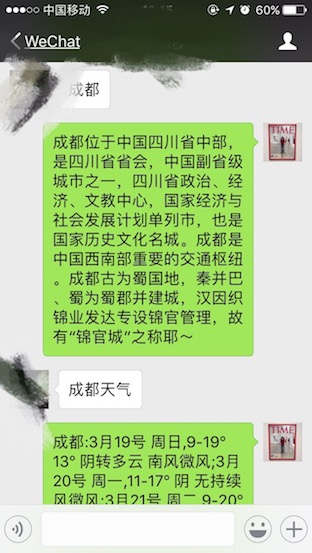 中国移动
60%
WeChat
成都
成都位于中国四川省中部，
是四川省省会，中国副省级
城市之一，四川省政治、经
济、文教中心，国家经济与
社会发展计划单列市，也是
国家历史文化名城。成都是
中国西南部重要的交通枢纽
。成都古为蜀国地，秦并巴
、蜀为蜀郡并建城，汉因织
锦业发达专设锦官管理，故
有“锦官城”之称耶～
TIME
成都天气
成都:3月19号 周日,9-19°
13° 阴转多云 南风微风;3月
20号 周一,11-17° 阴 无持续
风微风;3月21号 周二,9-20°
TIME